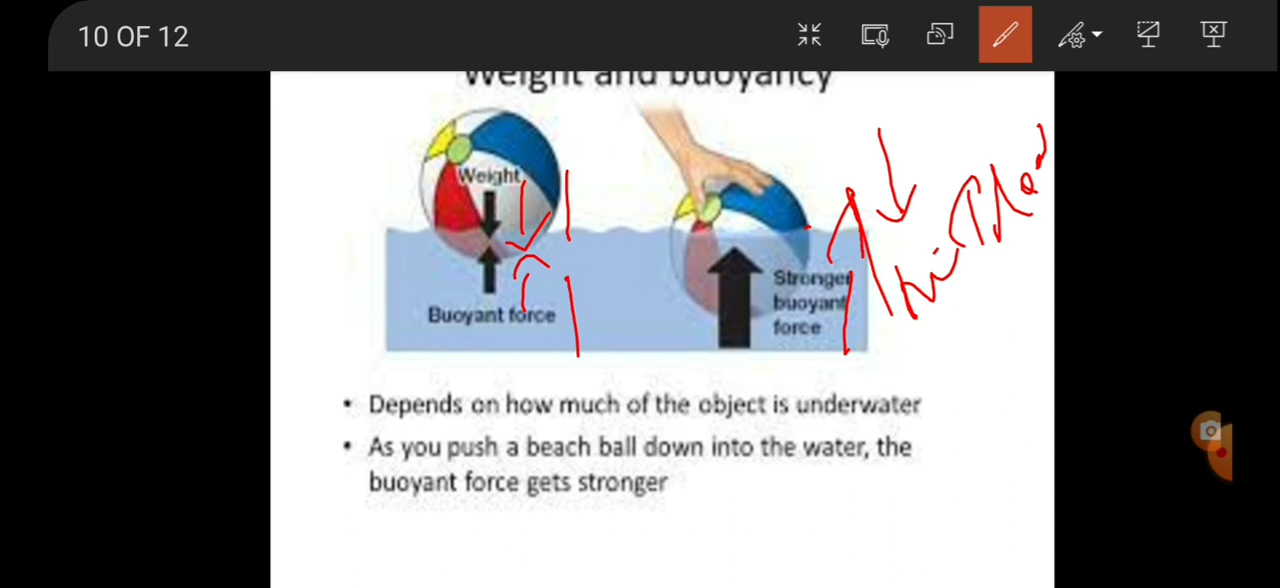 10 OF 12
Weight and buoyancy
Weight
Buoyant force
Stronger
buoyant
force
• Depends on how much of the object is underwater
• As you push a beach ball down into the water, the
buoyant force gets stronger